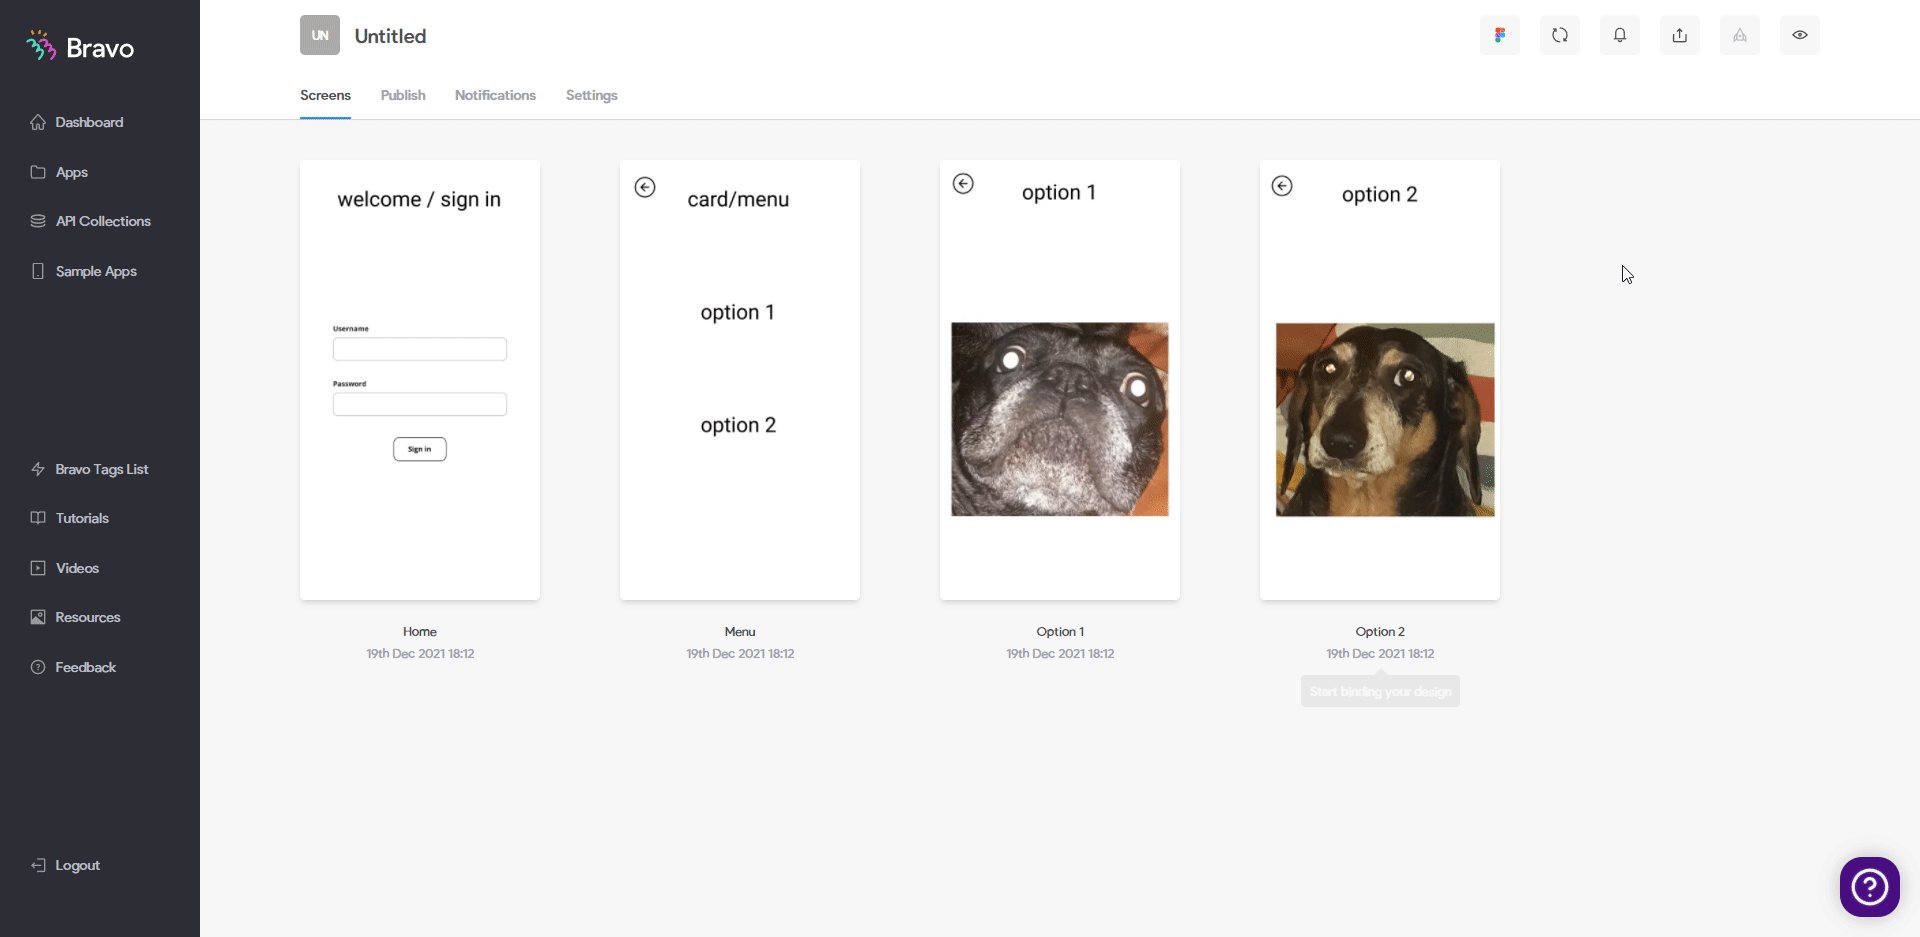 Bravo
Dashboard
Apps
API Collections
Sample Apps
Bravo Tags List
Tutorials
Videos
Resources
Feedback
Logout
UN
Untitled
Screens
Publish
Notifications
Settings
welcome / sign in
Username
Password
Sign in
Home
19th Dec 2021 18:12
card/menu
option 1
option 2
Menu
19th Dec 2021 18:12
option 1
Option 1
19th Dec 2021 18:12
option 2
Option 2
19th Dec 2021 18:12
Start binding your design